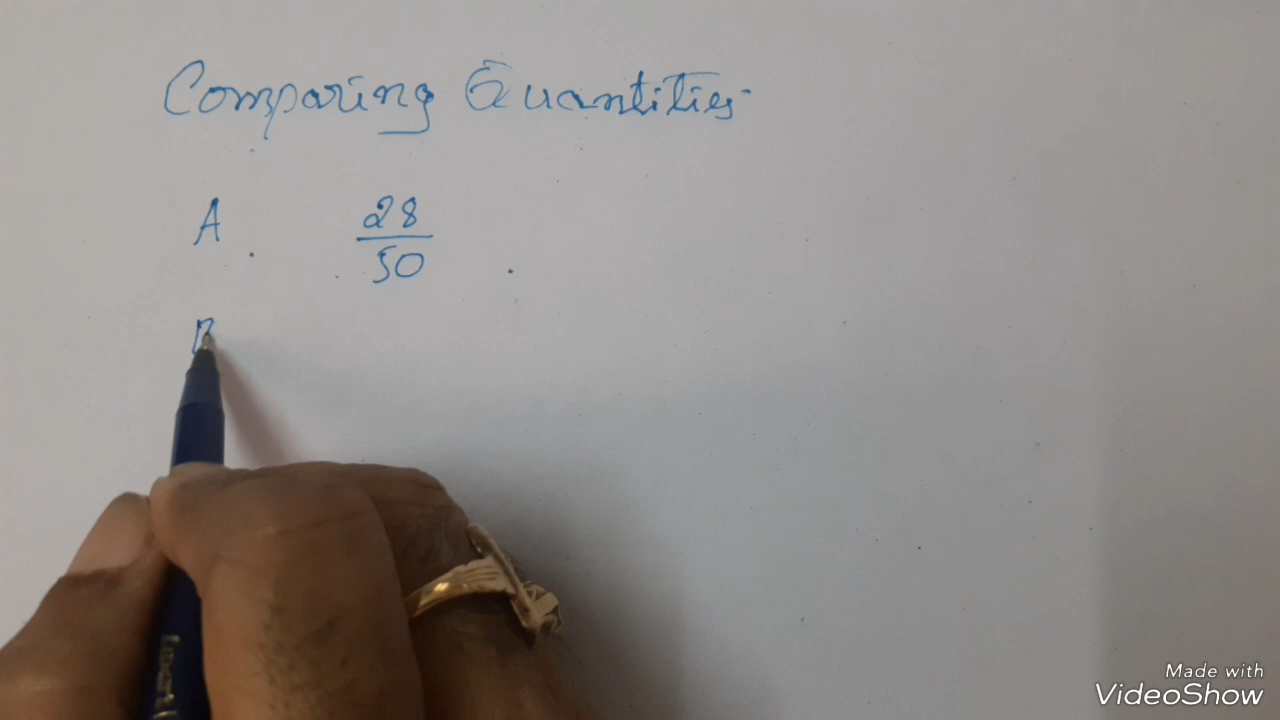 Comparing Quantities.
A . 28/50 .
Made with
VideoShow